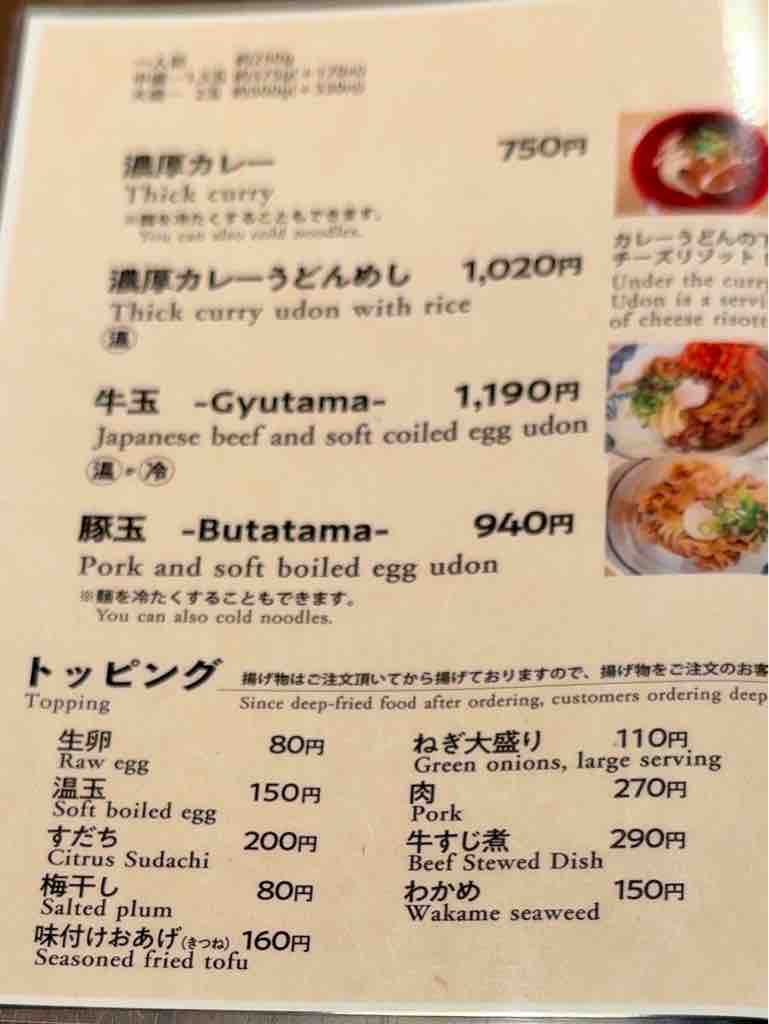 濃厚カレー 750円
Thick curry
※麺を冷たくすることもできます。
You can also cold noodles.
濃厚カレーうどんめし 1,020円
Thick curry udon with rice
温
牛玉 -Gyutama- 1,190円
Japanese beef and soft coiled egg udon
温・冷
豚玉 -Butatama- 940円
Pork and soft boiled egg udon
※麺を冷たくすることもできます。
You can also cold noodles.
カレーうどんの下
チーズリゾット
Under the curry
Udon is a servi
of cheese risott
トッピング 揚げ物はご注文頂いてから揚げておりますので、揚げ物をご注文のお客
Topping Since deep-fried food after ordering, customers ordering deep
生卵 80円
Raw egg
温玉 150円
Soft boiled egg
すだち 200円
Citrus Sudachi
梅干し 80円
Salted plum
味付けおあげ(きつね) 160円
Seasoned fried tofu
ねぎ大盛り 110円
Green onions, large serving
肉 270円
Pork
牛すじ煮 290円
Beef Stewed Dish
わかめ 150円
Wakame seaweed